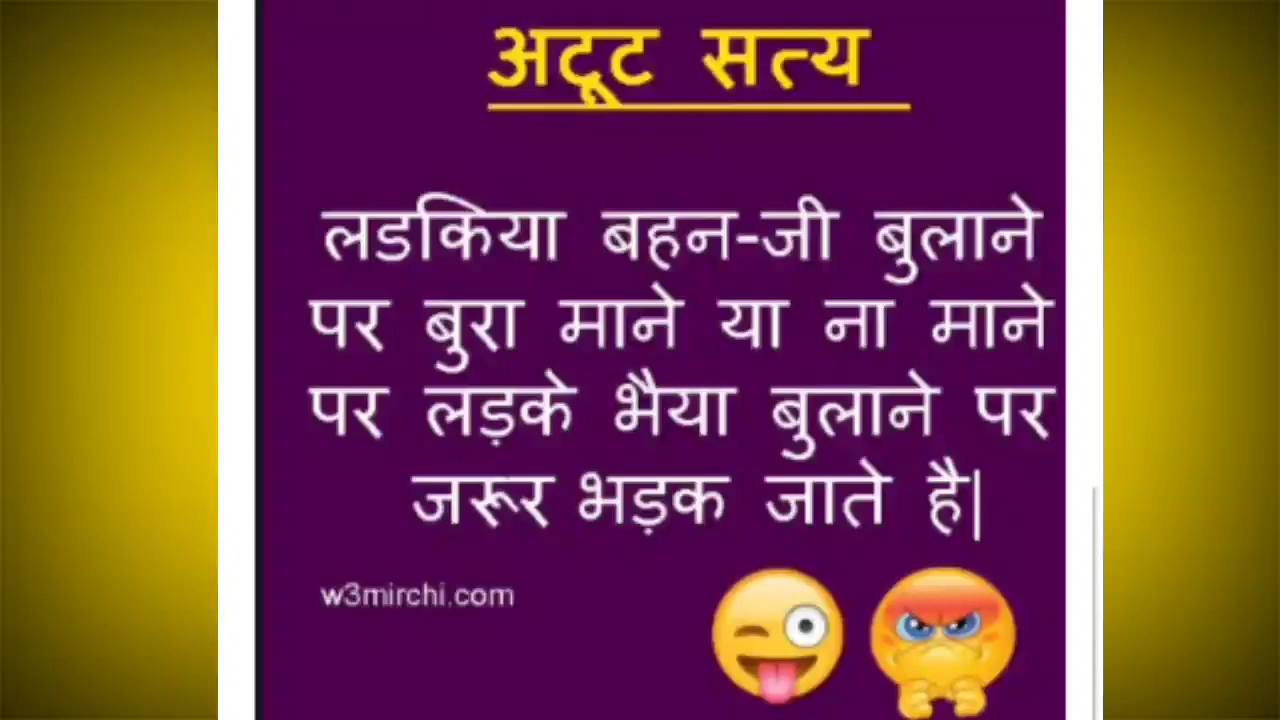 अटूट सत्य
लडकिया बहन-जी बुलाने
पर बुरा माने या ना माने
पर लड़के भैया बुलाने पर
जरूर भड़क जाते है|
w3mirchi.com